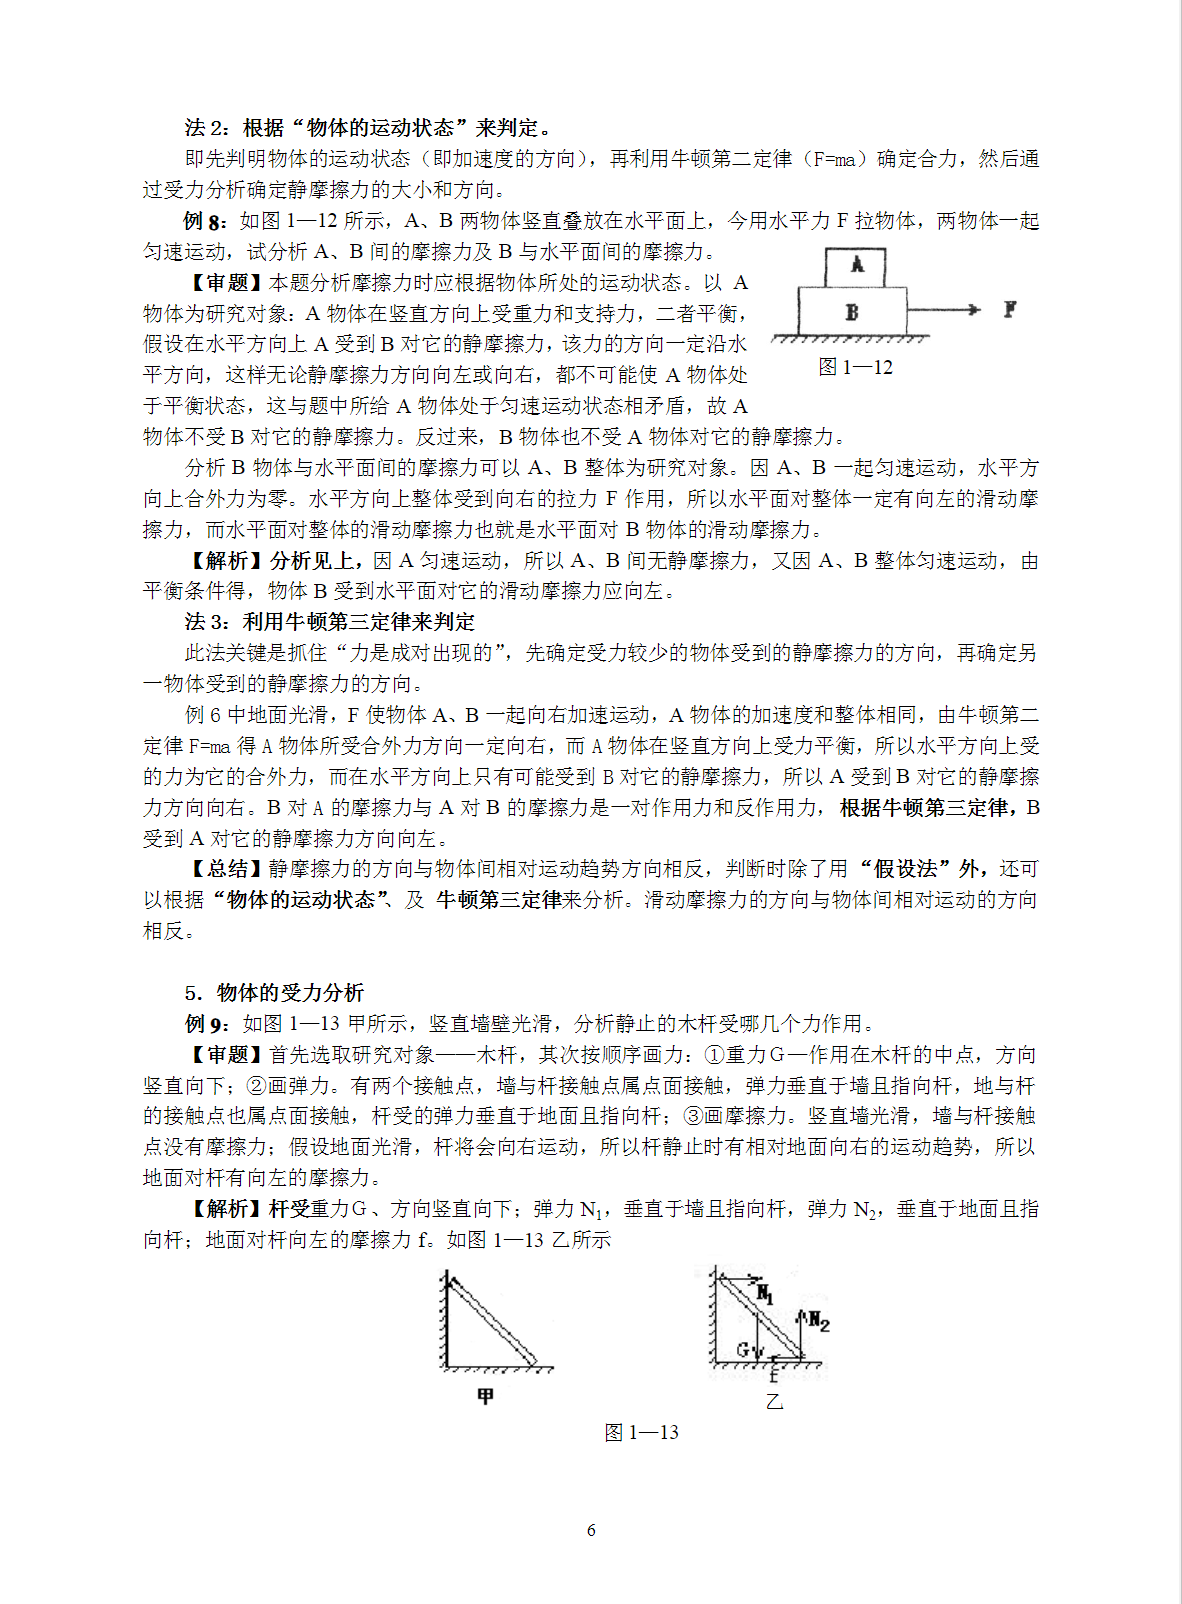 法 2：根据“物体的运动状态”来判定。
即先判明物体的运动状态（即加速度的方向），再利用牛顿第二定律（F=ma）确定合力，然后通
过受力分析确定静摩擦力的大小和方向。
例 8：如图 1—12 所示，A、B 两物体竖直叠放在水平面上，今用水平力 F 拉物体，两物体一起
匀速运动，试分析 A、B 间的摩擦力及 B 与水平面间的摩擦力。
【审题】本题分析摩擦力时应根据物体所处的运动状态。以 A
物体为研究对象：A 物体在竖直方向上受重力和支持力，二者平衡，
假设在水平方向上 A 受到 B 对它的静摩擦力，该力的方向一定沿水
平方向，这样无论静摩擦力方向向左或向右，都不可能使 A 物体处
于平衡状态，这与题中所给 A 物体处于匀速运动状态相矛盾，故 A
物体不受 B 对它的静摩擦力。反过来，B 物体也不受 A 物体对它的静摩擦力。
A
B
F
图 1—12
分析 B 物体与水平面间的摩擦力可以 A、B 整体为研究对象。因 A、B 一起匀速运动，水平方
向上合外力为零。水平方向上整体受到向右的拉力 F 作用，所以水平面对整体一定有向左的滑动摩
擦力，而水平面对整体的滑动摩擦力也就是水平面对 B 物体的滑动摩擦力。
【解析】分析见上，因 A 匀速运动，所以 A、B 间无静摩擦力，又因 A、B 整体匀速运动，由
平衡条件得，物体 B 受到水平面对它的滑动摩擦力应向左。
法 3：利用牛顿第三定律来判定
此法关键是抓住“力是成对出现的”，先确定受力较少的物体受到的静摩擦力的方向，再确定另
一物体受到的静摩擦力的方向。
例 6 中地面光滑，F 使物体 A、B 一起向右加速运动，A 物体的加速度和整体相同，由牛顿第二
定律 F=ma 得 A 物体所受合外力方向一定向右，而 A 物体在竖直方向上受力平衡，所以水平方向上受
的力为它的合外力，而在水平方向上只有可能受到 B 对它的静摩擦力，所以 A 受到 B 对它的静摩擦
力方向向右。B 对 A 的摩擦力与 A 对 B 的摩擦力是一对作用力和反作用力，根据牛顿第三定律，B
受到 A 对它的静摩擦力方向向左。
【总结】静摩擦力的方向与物体间相对运动趋势方向相反，判断时除了用 “假设法”外，还可
以根据“物体的运动状态”、及 牛顿第三定律来分析。滑动摩擦力的方向与物体间相对运动的方向
相反。
5．物体的受力分析
例 9：如图 1—13 甲所示，竖直墙壁光滑，分析静止的木杆受哪几个力作用。
【审题】首先选取研究对象——木杆，其次按顺序画力：①重力Ｇ—作用在木杆的中点，方向
竖直向下；②画弹力。有两个接触点，墙与杆接触点属点面接触，弹力垂直于墙且指向杆，地与杆
的接触点也属点面接触，杆受的弹力垂直于地面且指向杆；③画摩擦力。竖直墙光滑，墙与杆接触
点没有摩擦力；假设地面光滑，杆将会向右运动，所以杆静止时有相对地面向右的运动趋势，所以
地面对杆有向左的摩擦力。
【解析】杆受重力Ｇ、方向竖直向下；弹力 N₁，垂直于墙且指向杆，弹力 N₂，垂直于地面且指
向杆；地面对杆向左的摩擦力 f。如图 1—13 乙所示
甲
N₁
N₂
G
f
乙
图 1—13
6